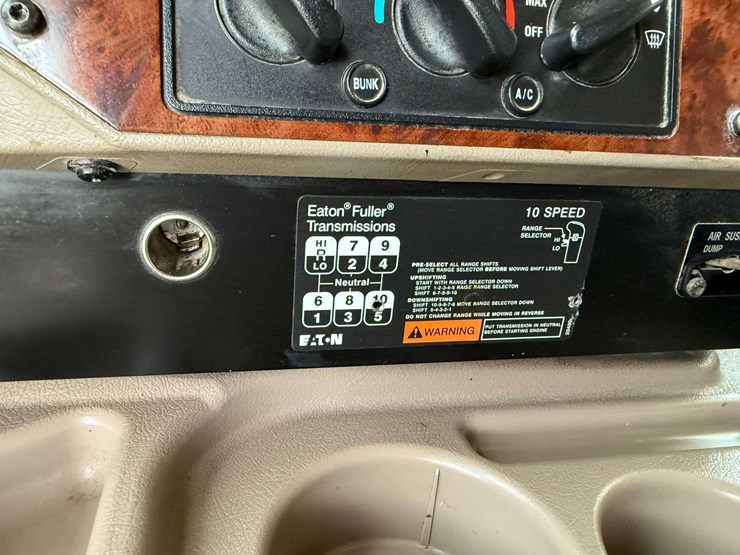 MAX
OFF
BUNK
A/C
Eaton® Fuller®
Transmissions
10 SPEED
RANGE
SELECTOR
HI
LO
HI 7 9
R
LO 2 4
Neutral
6 8 10
1 3 5
EATON
PRE-SELECT ALL RANGE SHIFTS
(MOVE RANGE SELECTOR BEFORE MOVING SHIFT LEVER)
UPSHIFTING
START WITH RANGE SELECTOR DOWN
SHIFT 1-2-3-4-5 RAISE RANGE SELECTOR
SHIFT 6-7-8-9-10
DOWNSHIFTING
SHIFT 10-9-8-7-6 MOVE RANGE SELECTOR DOWN
SHIFT 5-4-3-2-1
DO NOT CHANGE RANGE WHILE MOVING IN REVERSE
WARNING
PUT TRANSMISSION IN NEUTRAL
BEFORE STARTING ENGINE
AIR SUS
DUMP